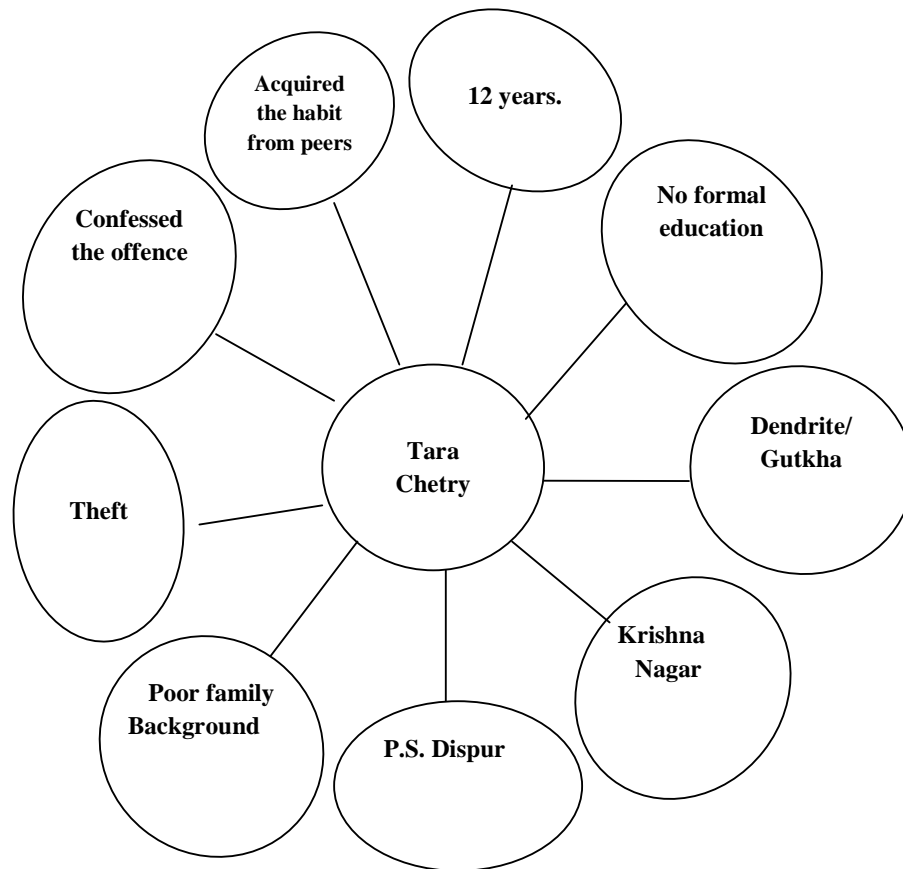 Acquired
the habit
from peers
12 years.
No formal
education
Confessed
the offence
Dendrite/
Gutkha
Tara
Chetry
Theft
Krishna
Nagar
Poor family
Background
P.S. Dispur